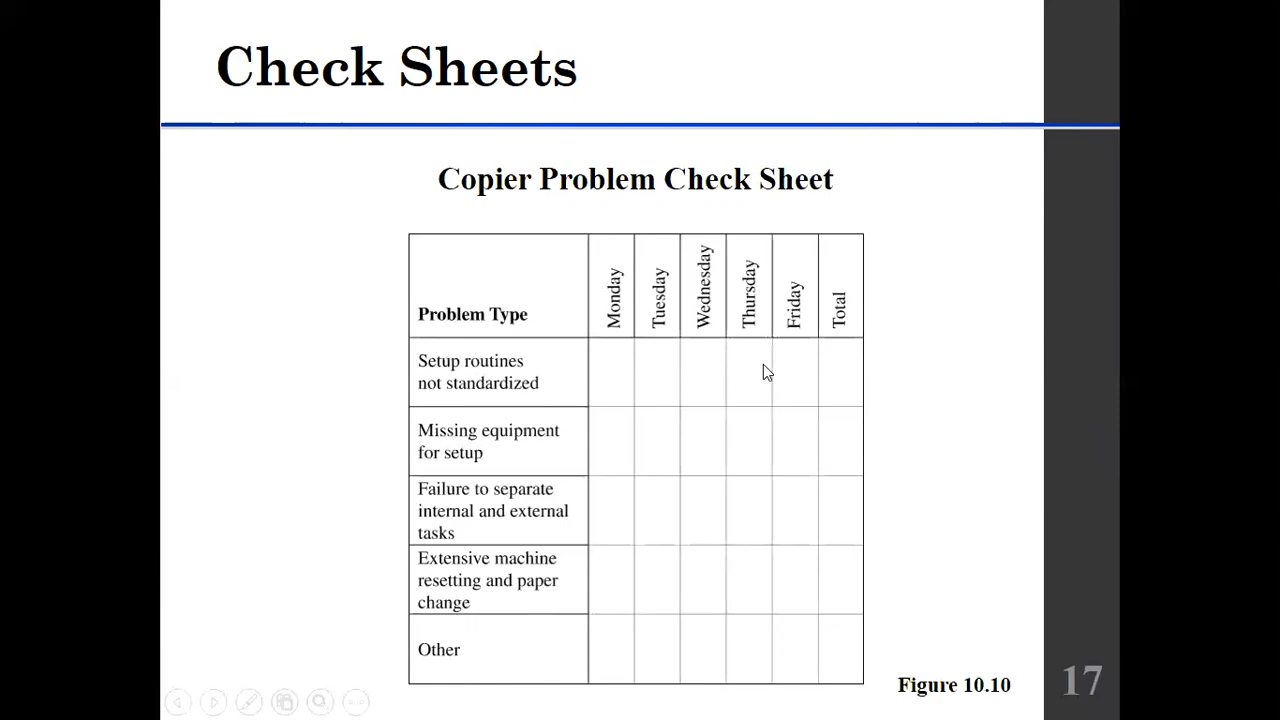 Check Sheets
Copier Problem Check Sheet
Problem Type
Monday
Tuesday
Wednesday
Thursday
Friday
Total
Setup routines
not standardized
Missing equipment
for setup
Failure to separate
internal and external
tasks
Extensive machine
resetting and paper
change
Other
Figure 10.10
17